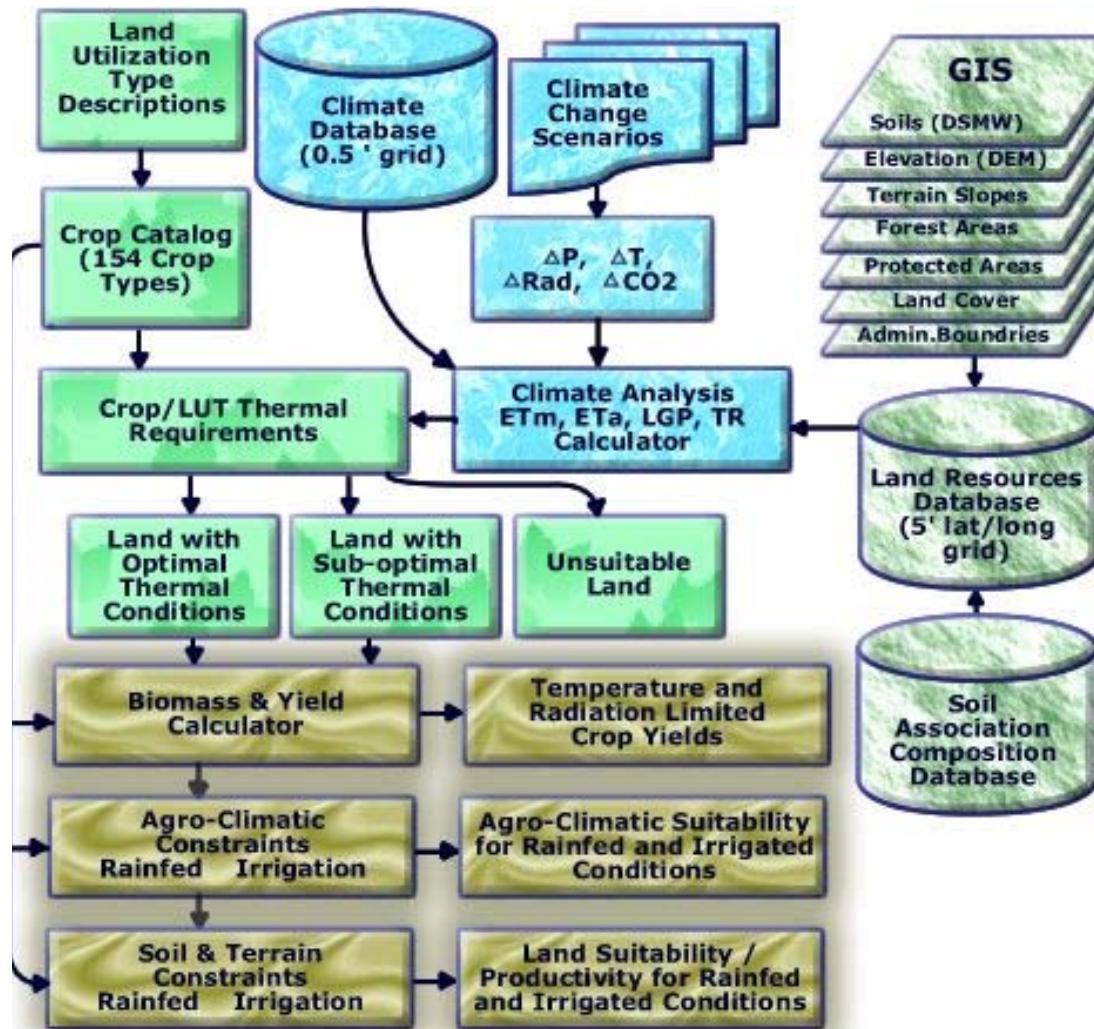 Land
Utilization
Type
Descriptions
Climate
Database
(0.5 ' grid)
Climate
Change
Scenarios
GIS
Soils (DSMW)
Elevation (DEM)
Terrain Slopes
Forest Areas
Protected Areas
Land Cover
Admin.Boundries
Crop Catalog
(154 Crop
Types)
△P, △T,
△Rad, △CO2
Crop/LUT Thermal
Requirements
Climate Analysis
ETm, ETa, LGP, TR
Calculator
Land Resources
Database
(5' lat/long
grid)
Land with
Optimal
Thermal
Conditions
Land with
Sub-optimal
Thermal
Conditions
Unsuitable
Land
Soil
Association
Composition
Database
Biomass & Yield
Calculator
Temperature and
Radiation Limited
Crop Yields
Agro-Climatic
Constraints
Rainfed Irrigation
Agro-Climatic Suitability
for Rainfed and Irrigated
Conditions
Soil & Terrain
Constraints
Rainfed Irrigation
Land Suitability /
Productivity for Rainfed
and Irrigated Conditions